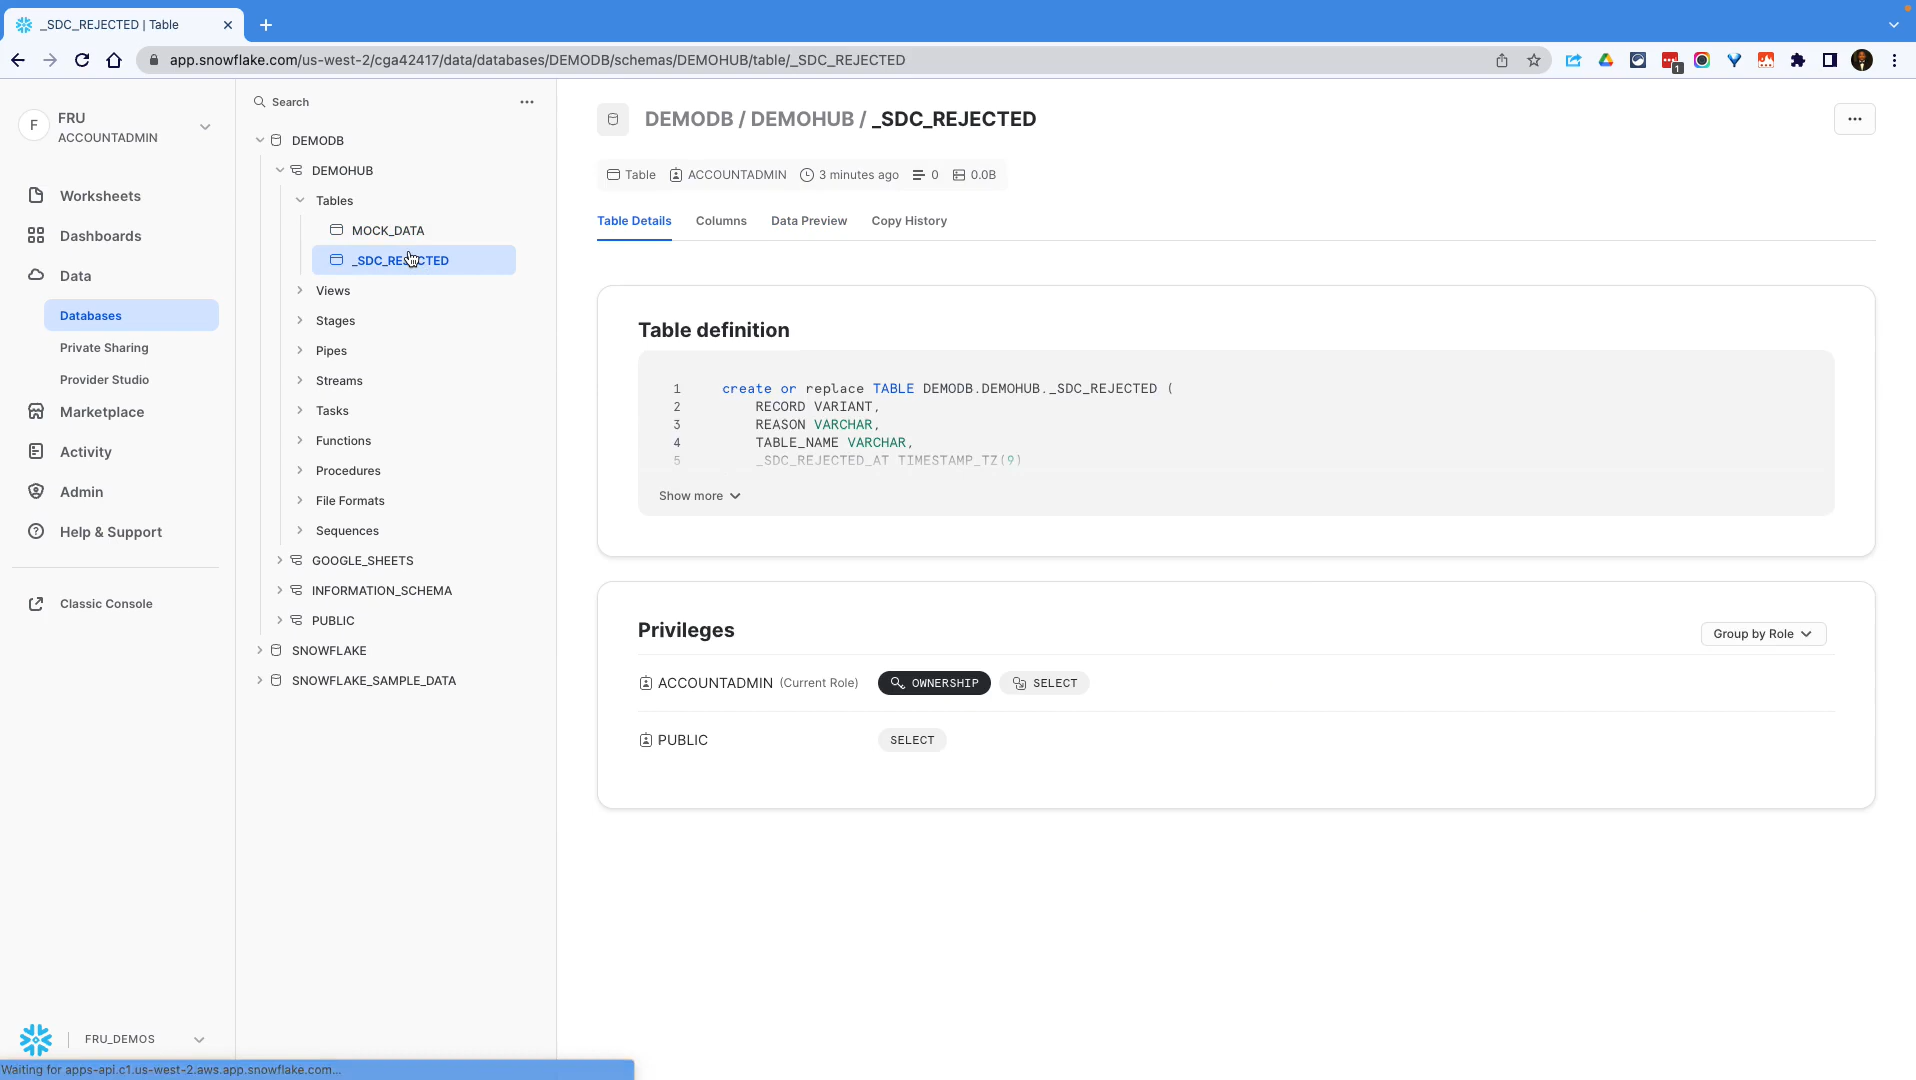 _SDC_REJECTED | Table
app.snowflake.com/us-west-2/cga42417/data/databases/DEMODB/schemas/DEMOHUB/table/_SDC_REJECTED
1
F
FRU
ACCOUNTADMIN
Worksheets
Dashboards
Data
Databases
Private Sharing
Provider Studio
Marketplace
Activity
Admin
Help & Support
Classic Console
FRU_DEMOS
Waiting for apps-api.c1.us-west-2.aws.app.snowflake.com...
Search
DEMODB
DEMOHUB
Tables
MOCK_DATA
_SDC_REJECTED
Views
Stages
Pipes
Streams
Tasks
Functions
Procedures
File Formats
Sequences
GOOGLE_SHEETS
INFORMATION_SCHEMA
PUBLIC
SNOWFLAKE
SNOWFLAKE_SAMPLE_DATA
DEMODB / DEMOHUB / _SDC_REJECTED
Table ACCOUNTADMIN 3 minutes ago 0 0.0B
Table Details Columns Data Preview Copy History
Table definition
1 create or replace TABLE DEMODB.DEMOHUB._SDC_REJECTED (
2 RECORD VARIANT,
3 REASON VARCHAR,
4 TABLE_NAME VARCHAR,
5 _SDC_REJECTED_AT TIMESTAMP_TZ(9)
Show more
Privileges
Group by Role
ACCOUNTADMIN (Current Role) OWNERSHIP SELECT
PUBLIC SELECT